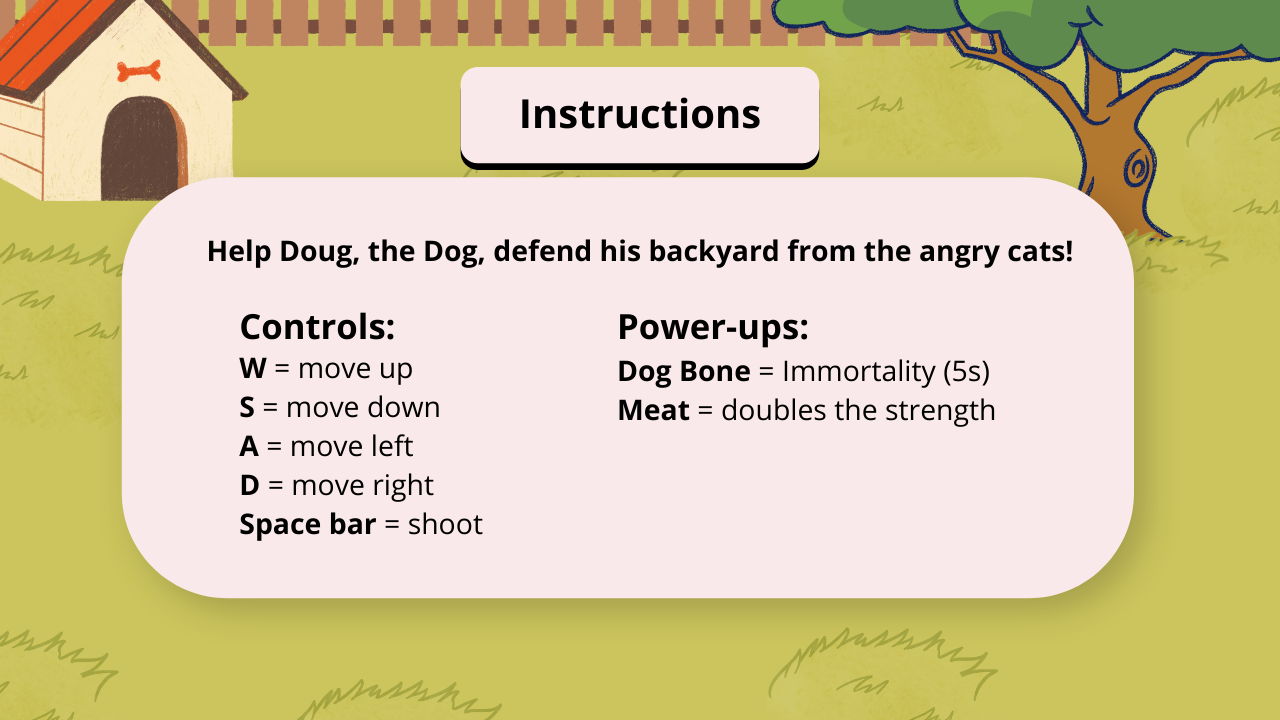 Instructions
Help Doug, the Dog, defend his backyard from the angry cats!
Controls:
W = move up
S = move down
A = move left
D = move right
Space bar = shoot
Power-ups:
Dog Bone = Immortality (5s)
Meat = doubles the strength